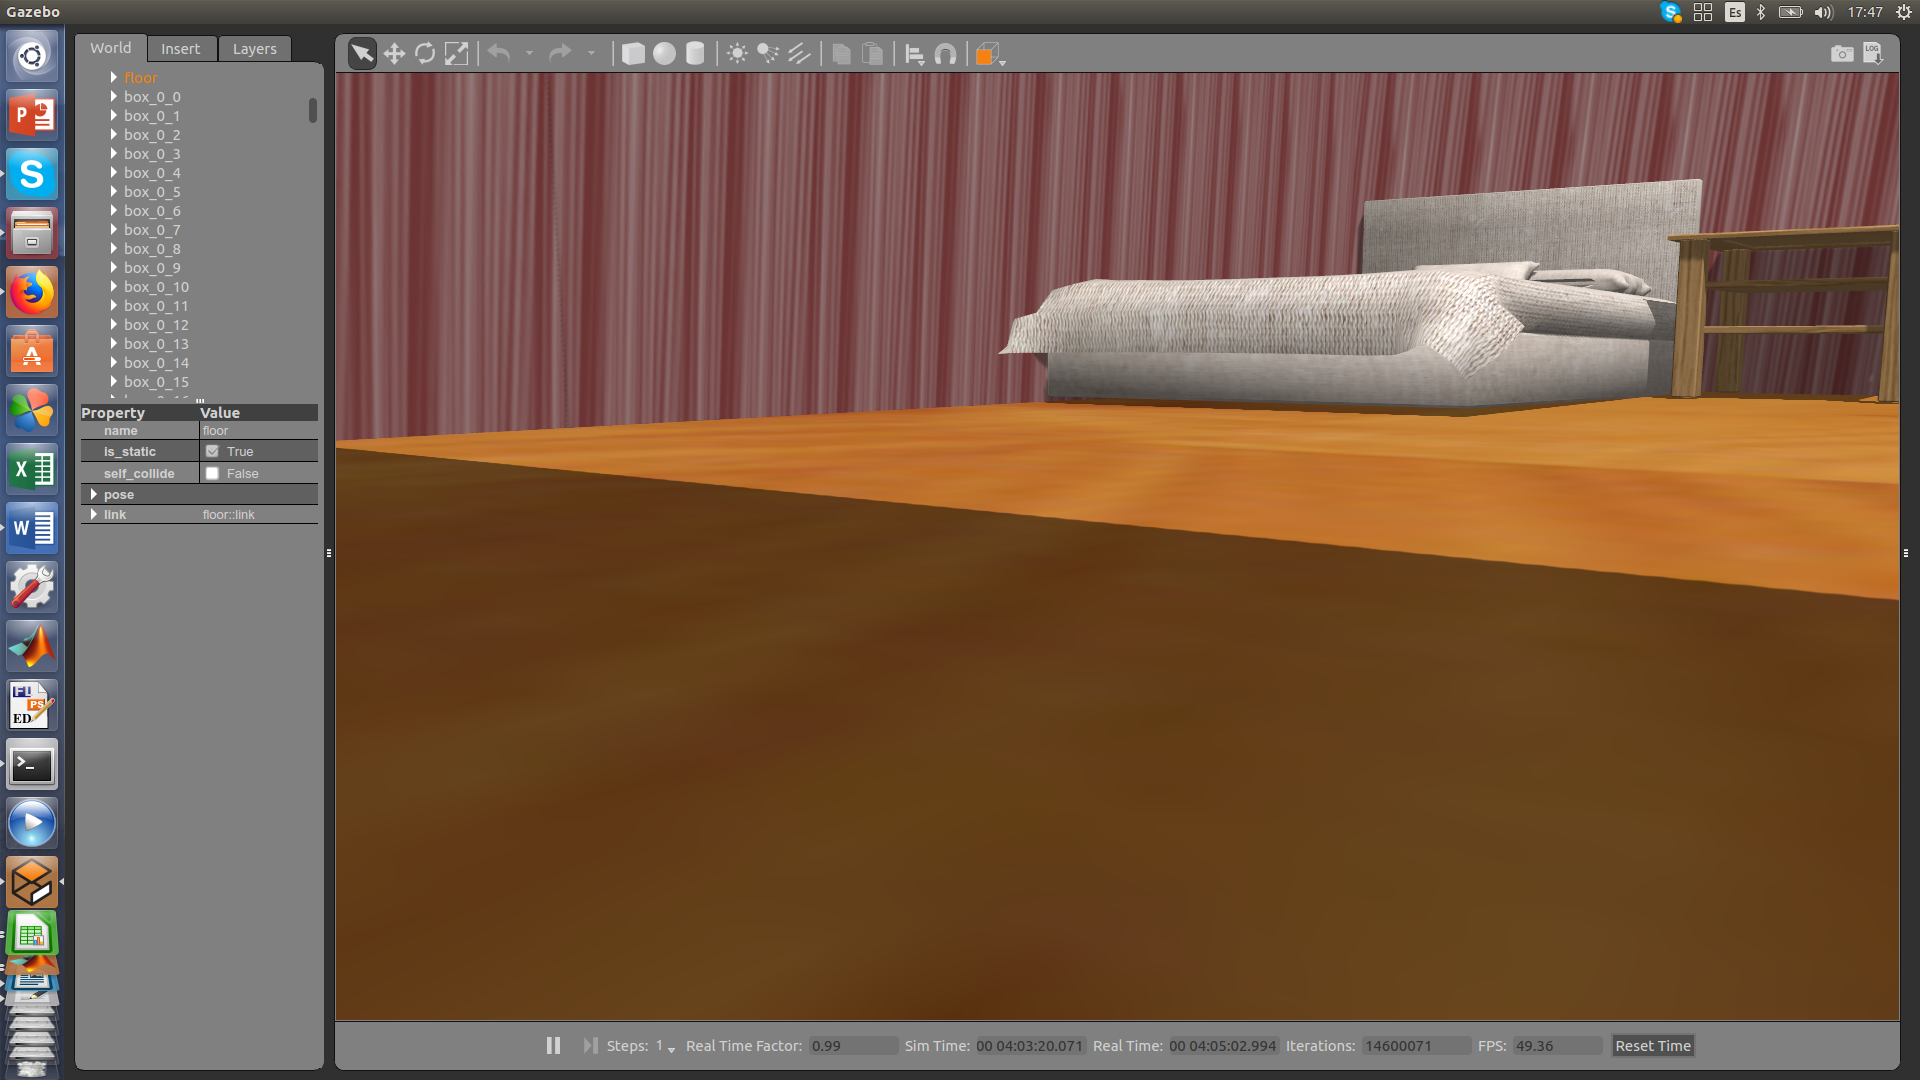 Gazebo
Es
17:47
World
Insert
Layers
LOG
floor
box_0_0
box_0_1
box_0_2
box_0_3
box_0_4
box_0_5
box_0_6
box_0_7
box_0_8
box_0_9
box_0_10
box_0_11
box_0_12
box_0_13
box_0_14
box_0_15
Property Value
name floor
is_static True
self_collide False
pose
link floor::link
Steps: 1 Real Time Factor: 0.99 Sim Time: 00 04:03:20.071 Real Time: 00 04:05:02.994 Iterations: 14600071 FPS: 49.36 Reset Time
P
S
A
X
W
PS
ED
>_